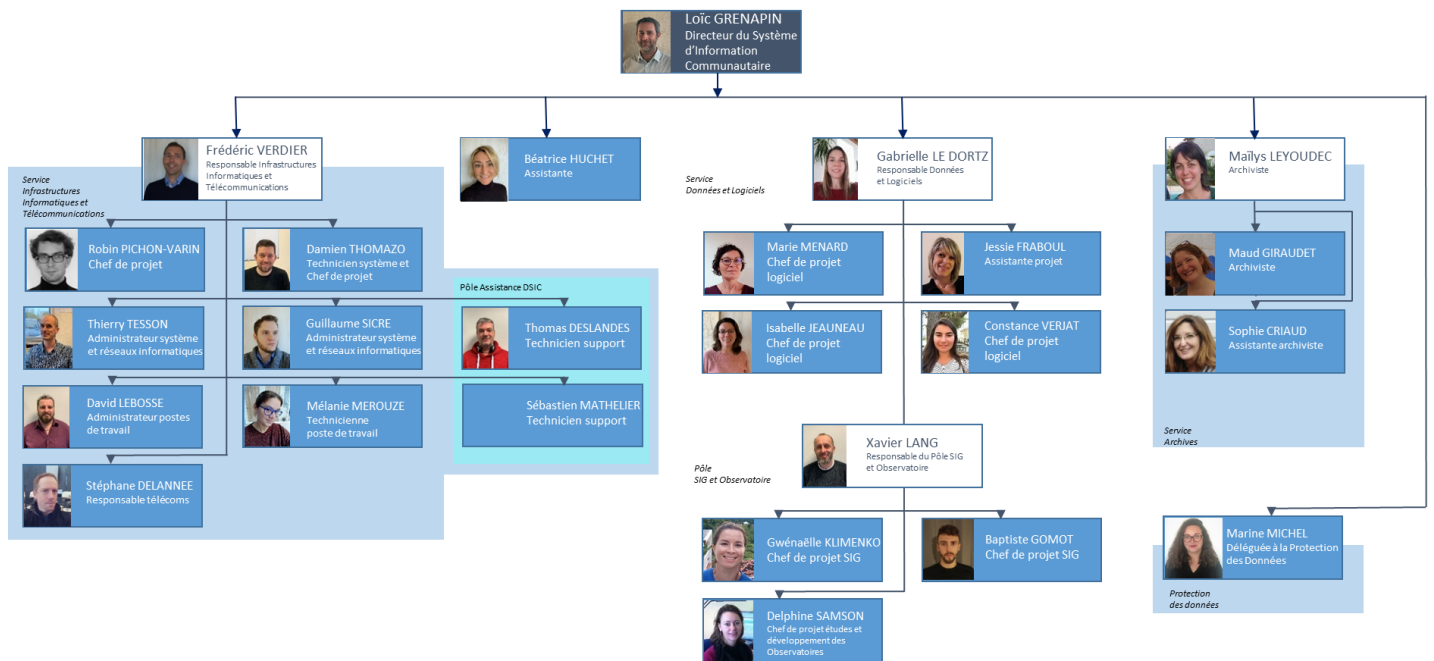 Loïc GRENAPIN
Directeur du Système
d'Information
Communautaire
Frédéric VERDIER
Responsable Infrastructures
Informatiques et
Télécommunications
Service
Infrastructures
Informatiques et
Télécommunications
Robin PICHON-VARIN
Chef de projet
Damien THOMAZO
Technicien système et
Chef de projet
Thierry TESSON
Administrateur système
et réseaux informatiques
Guillaume SICRE
Administrateur système
et réseaux informatiques
Pôle Assistance DSIC
Thomas DESLANDES
Technicien support
David LEBOSSE
Administrateur postes
de travail
Mélanie MEROUZE
Technicienne
poste de travail
Sébastien MATHELIER
Technicien support
Stéphane DELANNEE
Responsable télécoms
Béatrice HUCHET
Assistante
Gabrielle LE DORTZ
Responsable Données
et Logiciels
Service
Données et Logiciels
Marie MENARD
Chef de projet
logiciel
Jessie FRABOUL
Assistante projet
Isabelle JEAUNEAU
Chef de projet
logiciel
Constance VERJAT
Chef de projet
logiciel
Xavier LANG
Responsable du Pôle SIG
et Observatoire
Pôle
SIG et Observatoire
Gwénaëlle KLIMENKO
Chef de projet SIG
Baptiste GOMOT
Chef de projet SIG
Delphine SAMSON
Chef de projet études et
développement des
Observatoires
Maïlys LEYOUDEC
Archiviste
Maud GIRAUDET
Archiviste
Sophie CRIAUD
Assistante archiviste
Service
Archives
Marine MICHEL
Déléguée à la Protection
des Données
Protection
des données